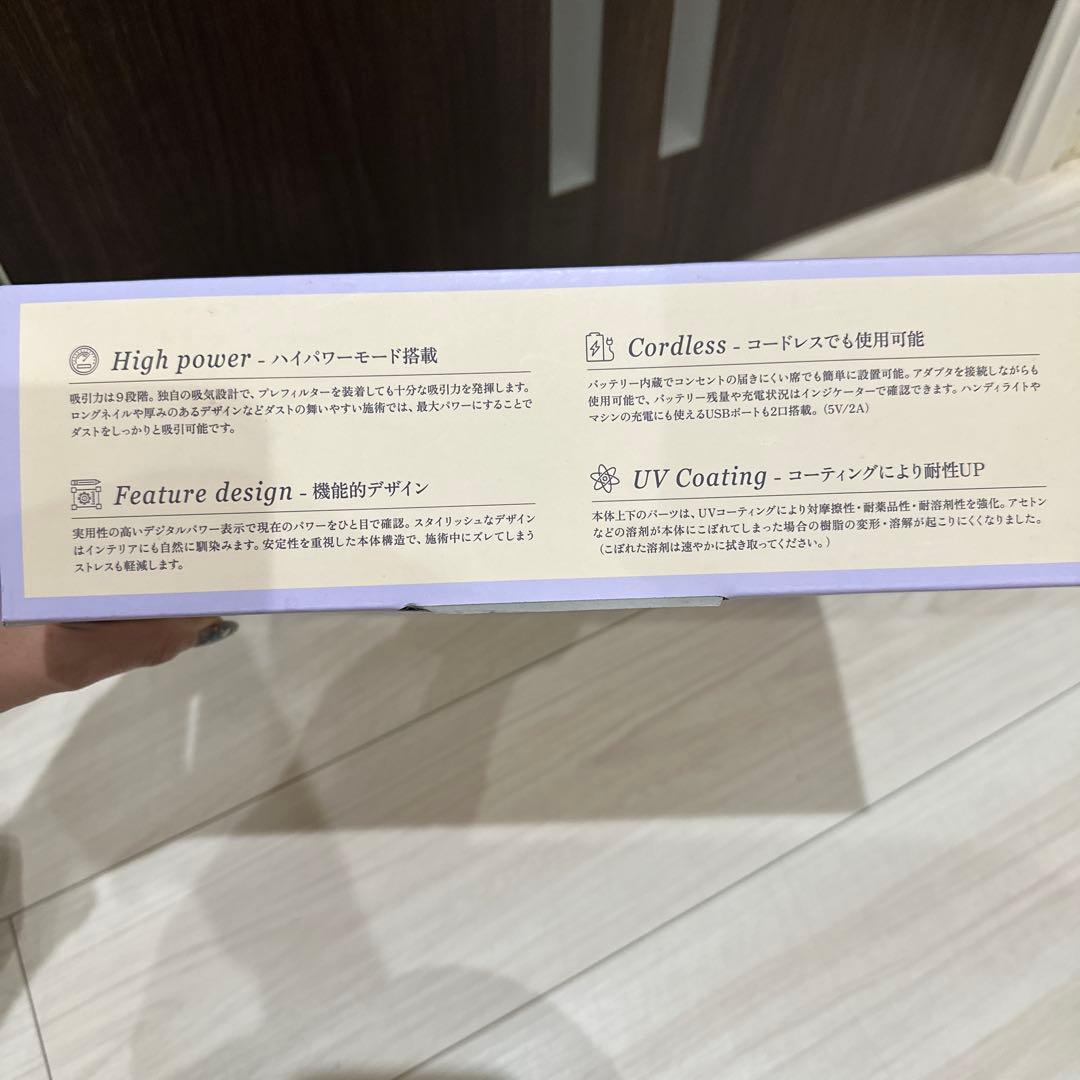 High power - ハイパワーモード搭載
吸引力は9段階。独自の吸気設計で、プレフィルターを装着しても十分な吸引力を発揮します。
ロングネイルや厚みのあるデザインなどダストの舞いやすい施術では、最大パワーにすることで
ダストをしっかりと吸引可能です。
Feature design - 機能的デザイン
実用性の高いデジタルパワー表示で現在のパワーをひと目で確認。スタイリッシュなデザイン
はインテリアにも自然に馴染みます。安定性を重視した本体構造で、施術中にズレてしまう
ストレスも軽減します。
Cordless - コードレスでも使用可能
バッテリー内蔵でコンセントの届きにくい席でも簡単に設置可能。アダプタを接続しながらも
使用可能で、バッテリー残量や充電状況はインジケーターで確認できます。ハンディライトや
マシンの充電にも使えるUSBポートも2口搭載。(5V/2A)
UV Coating - コーティングにより耐性UP
本体上下のパーツは、UVコーティングにより対摩擦性・耐薬品性・耐溶剤性を強化。アセトン
などの溶剤が本体にこぼれてしまった場合の樹脂の変形・溶解が起こりにくくなりました。
(こぼれた溶剤は速やかに拭き取ってください。)